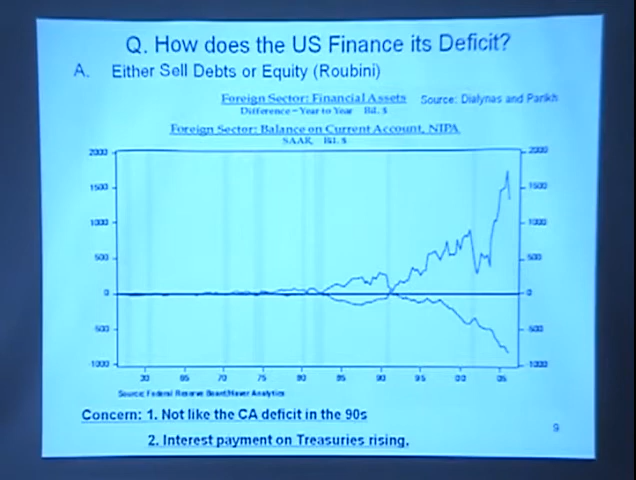 Q. How does the US Finance its Deficit?
A. Either Sell Debts or Equity (Roubini)
Foreign Sector: Financial Assets Source: Dialynas and Parikh
Difference - Year to Year Bil. $
Foreign Sector: Balance on Current Account, NIPA
SAAR, Bil. $
2000 2000
1500 1500
1000 1000
500 500
0 0
500 500
1000 1000
70 75 80 85 90 95 00 05
Source: Federal Reserve Board/Haver Analytics
Concern: 1. Not like the CA deficit in the 90s
2. Interest payment on Treasuries rising.
9